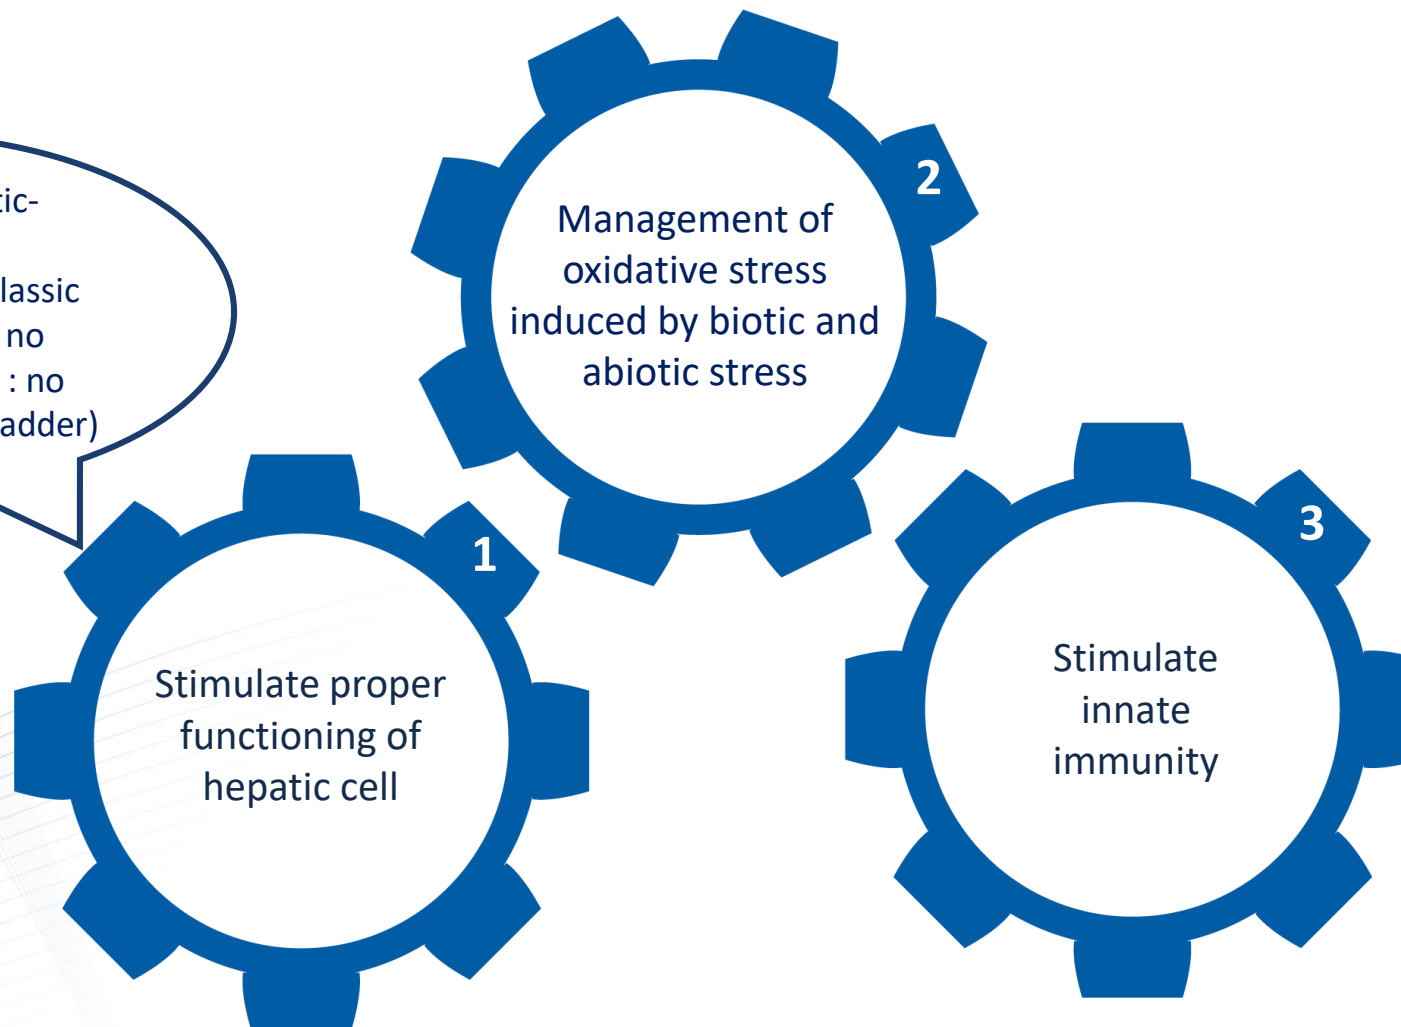 tic-
lassic
no
: no
adder)
1
Stimulate proper
functioning of
hepatic cell
2
Management of
oxidative stress
induced by biotic and
abiotic stress
3
Stimulate
innate
immunity